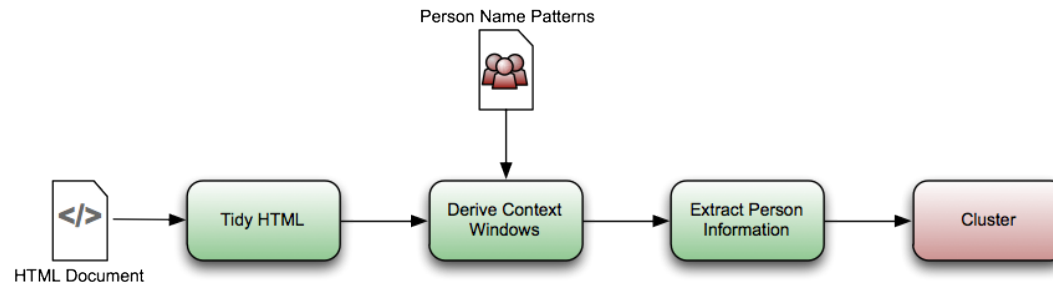 Person Name Patterns
</>
HTML Document
Tidy HTML
Derive Context
Windows
Extract Person
Information
Cluster